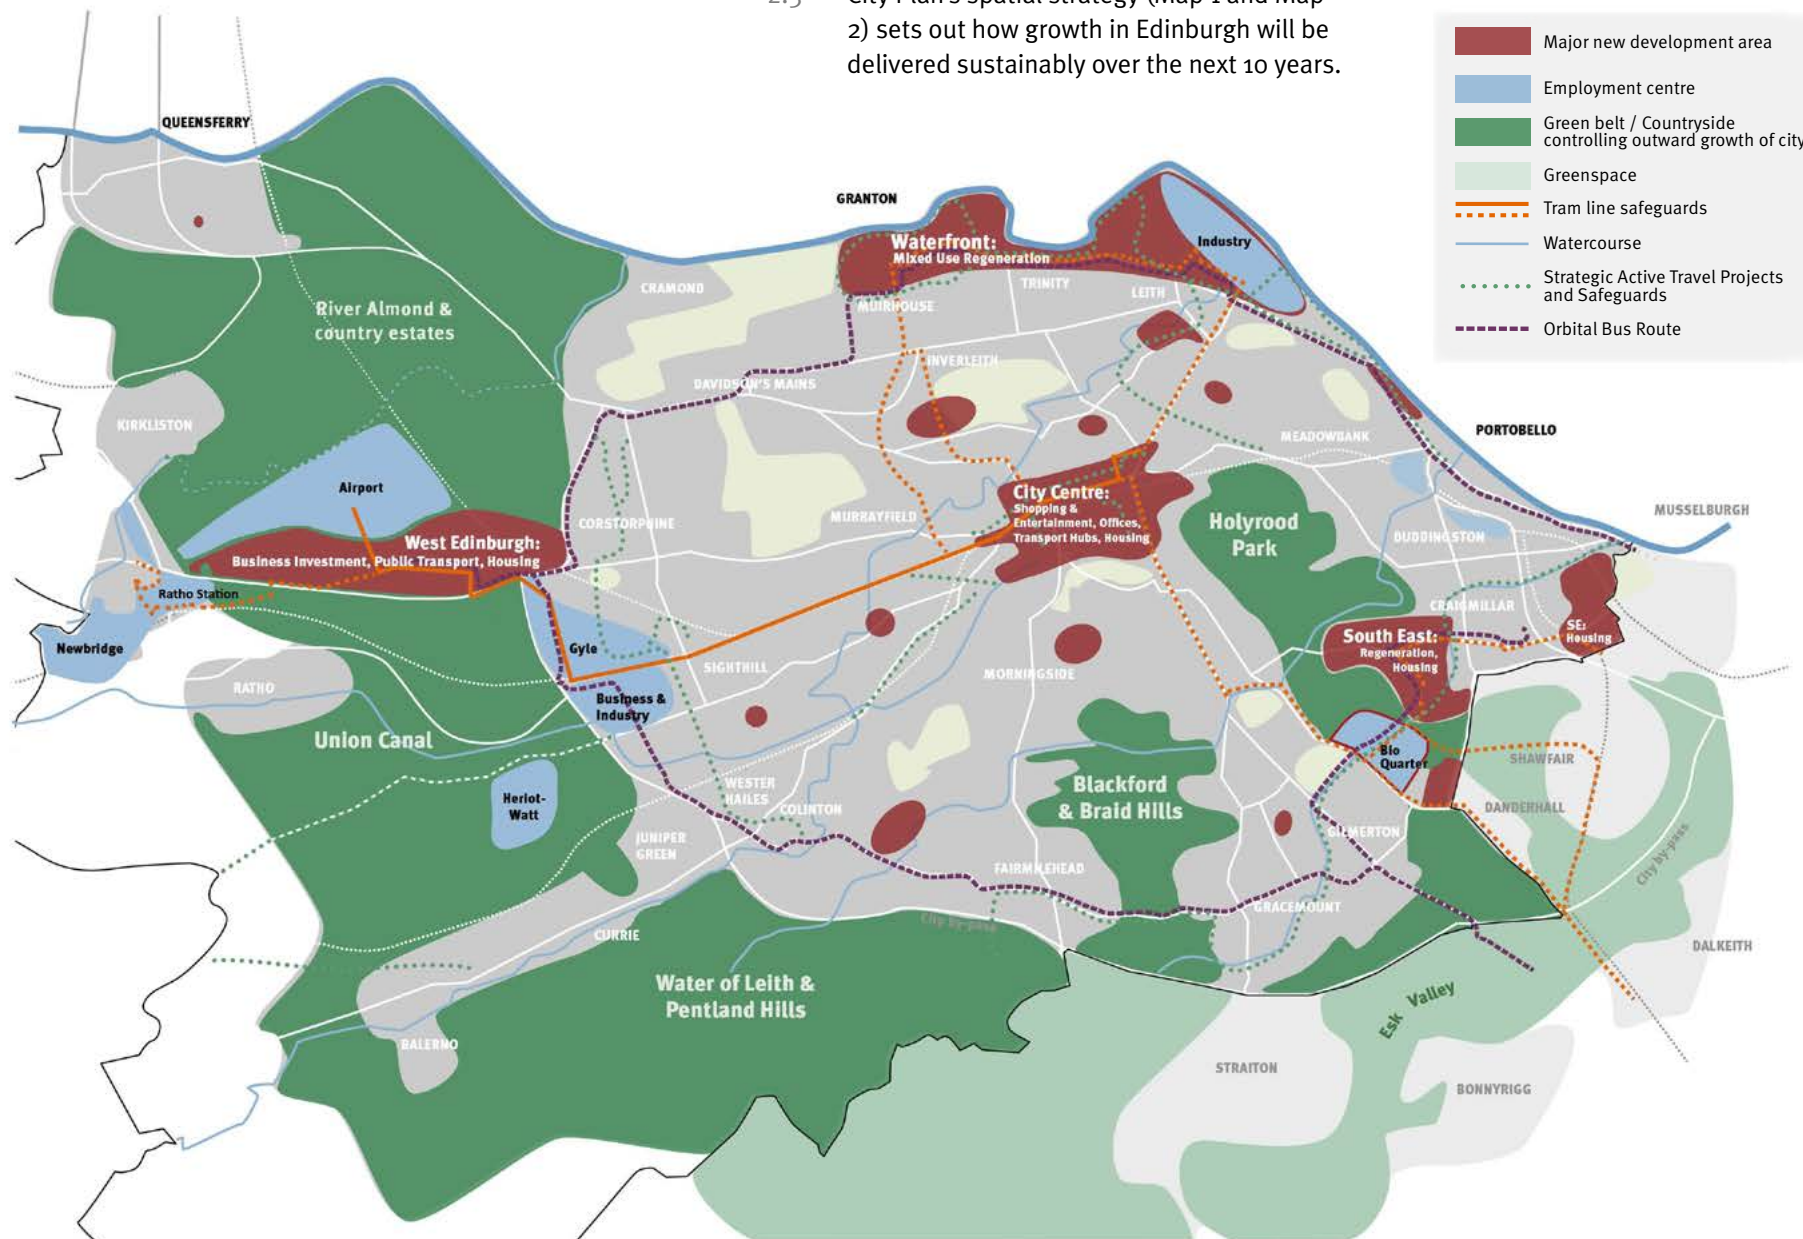 2) sets out how growth in Edinburgh will be
delivered sustainably over the next 10 years.
Major new development area
Employment centre
Green belt / Countryside
controlling outward growth of city
Greenspace
Tram line safeguards
Watercourse
Strategic Active Travel Projects
and Safeguards
Orbital Bus Route
QUEENSFERRY
GRANTON
Waterfront:
Mixed Use Regeneration
Industry
CRAMOND
MUIRHOUSE
TRINITY
LEITH
River Almond &
country estates
INVERLEITH
DAVIDSON'S MAINS
KIRKLISTON
MEADOWBANK
PORTOBELLO
Airport
City Centre:
Shopping &
Entertainment, Offices,
Transport Hubs, Housing
CORSTORPHINE
MURRAYFIELD
Holyrood
Park
MUSSELBURGH
DUDDINGSTON
West Edinburgh:
Business Investment, Public Transport, Housing
Ratho Station
CRAIGMILLAR
SE:
Housing
South East:
Regeneration,
Housing
Newbridge
Gyle
SIGHTHILL
MORNINGSIDE
RATHO
Business &
Industry
Union Canal
Bio
Quarter
SHAWFAIR
Heriot-
Watt
WESTER
HAILES
COLINTON
Blackford
& Braid Hills
DANDERHALL
JUNIPER
GREEN
GILMERTON
City by-pass
FAIRMILEHEAD
GRACEMOUNT
City by-pass
CURRIE
DALKEITH
Water of Leith &
Pentland Hills
Esk Valley
BALERNO
STRAITON
BONNYRIGG